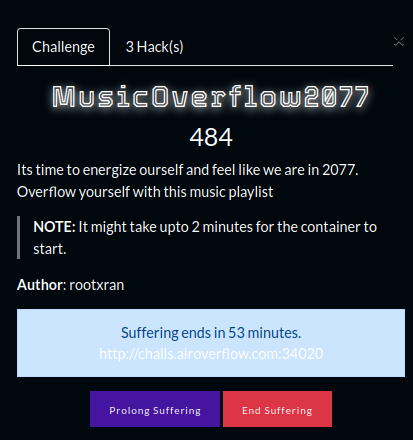 Challenge
3 Hack(s)
×
MusicOverflow2077
484
Its time to energize ourself and feel like we are in 2077.
Overflow yourself with this music playlist
NOTE: It might take upto 2 minutes for the container to
start.
Author: rootxran
Suffering ends in 53 minutes.
http://challs.airoverflow.com:34020
Prolong Suffering
End Suffering